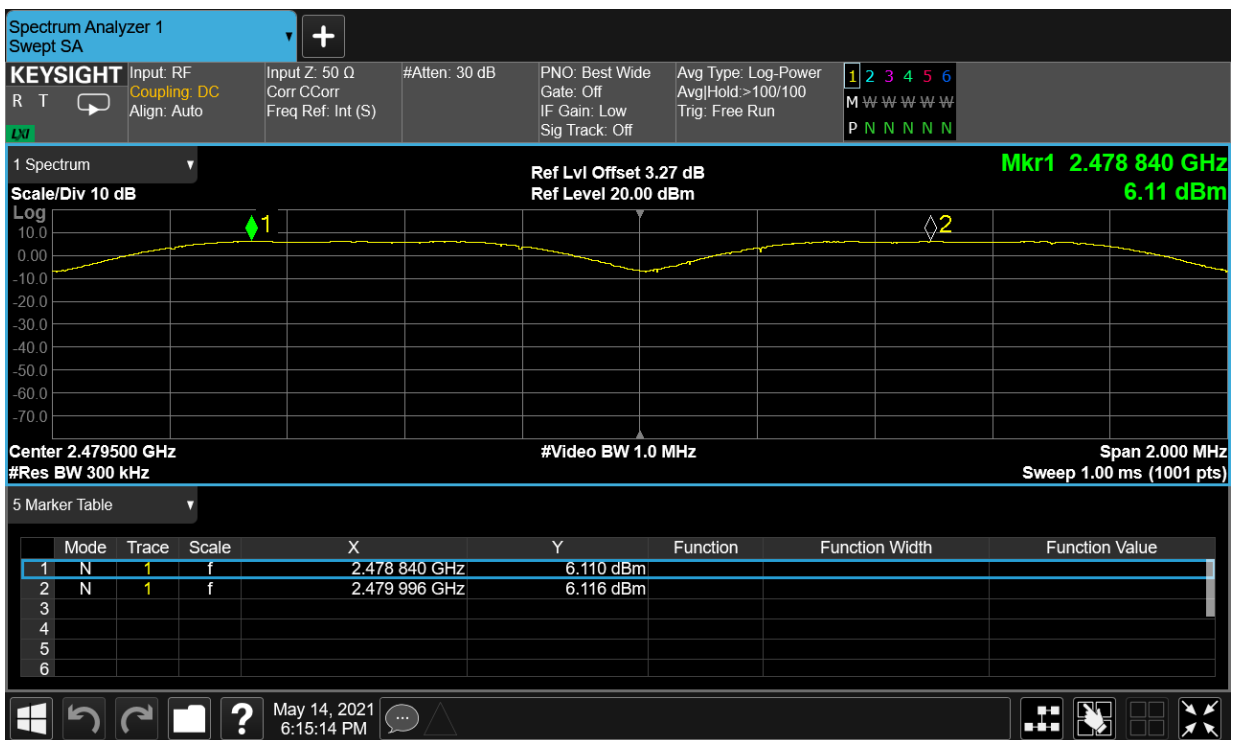 Spectrum Analyzer 1
Swept SA
+
KEYSIGHT
R T
LXI
Input: RF
Coupling: DC
Align: Auto
Input Z: 50 Ω
Corr CCorr
Freq Ref: Int (S)
#Atten: 30 dB
PNO: Best Wide
Gate: Off
IF Gain: Low
Sig Track: Off
Avg Type: Log-Power
Avg|Hold:>100/100
Trig: Free Run
1 2 3 4 5 6
M W W W W W
P N N N N N
1 Spectrum
Scale/Div 10 dB
Ref Lvl Offset 3.27 dB
Ref Level 20.00 dBm
Mkr1 2.478 840 GHz
6.11 dBm
Log
10.0
0.00
-10.0
-20.0
-30.0
-40.0
-50.0
-60.0
-70.0
1
2
Center 2.479500 GHz
#Res BW 300 kHz
#Video BW 1.0 MHz
Span 2.000 MHz
Sweep 1.00 ms (1001 pts)
5 Marker Table
Mode Trace Scale X Y Function Function Width Function Value
1 N 1 f 2.478 840 GHz 6.110 dBm
2 N 1 f 2.479 996 GHz 6.116 dBm
3
4
5
6
?
May 14, 2021
6:15:14 PM